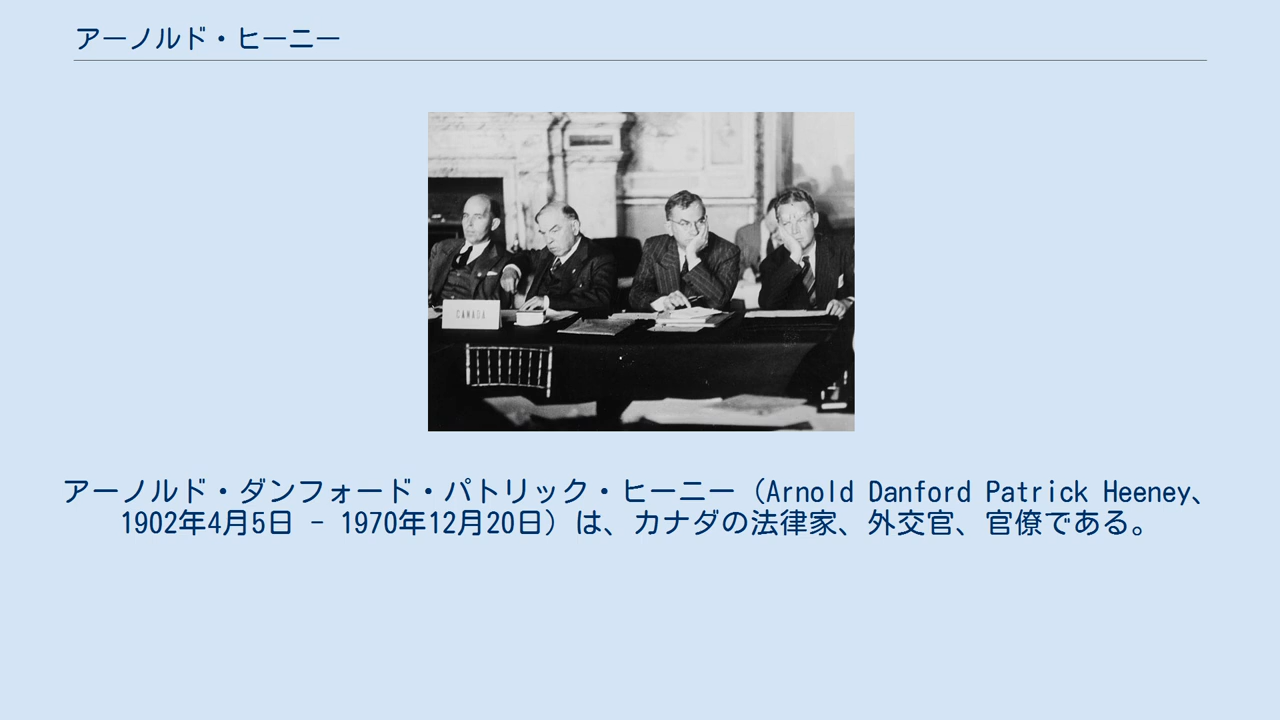 アーノルド・ヒーニー
CANADA
アーノルド・ダンフォード・パトリック・ヒーニー（Arnold Danford Patrick Heeney、
1902年4月5日 - 1970年12月20日）は、カナダの法律家、外交官、官僚である。